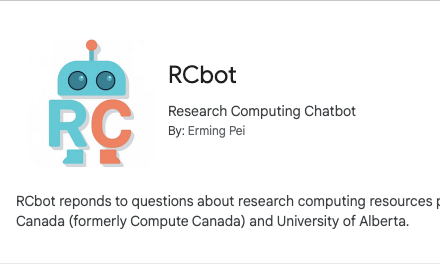 RC
RCbot
Research Computing Chatbot
By: Erming Pei
RCbot reponds to questions about research computing resources
Canada (formerly Compute Canada) and University of Alberta.